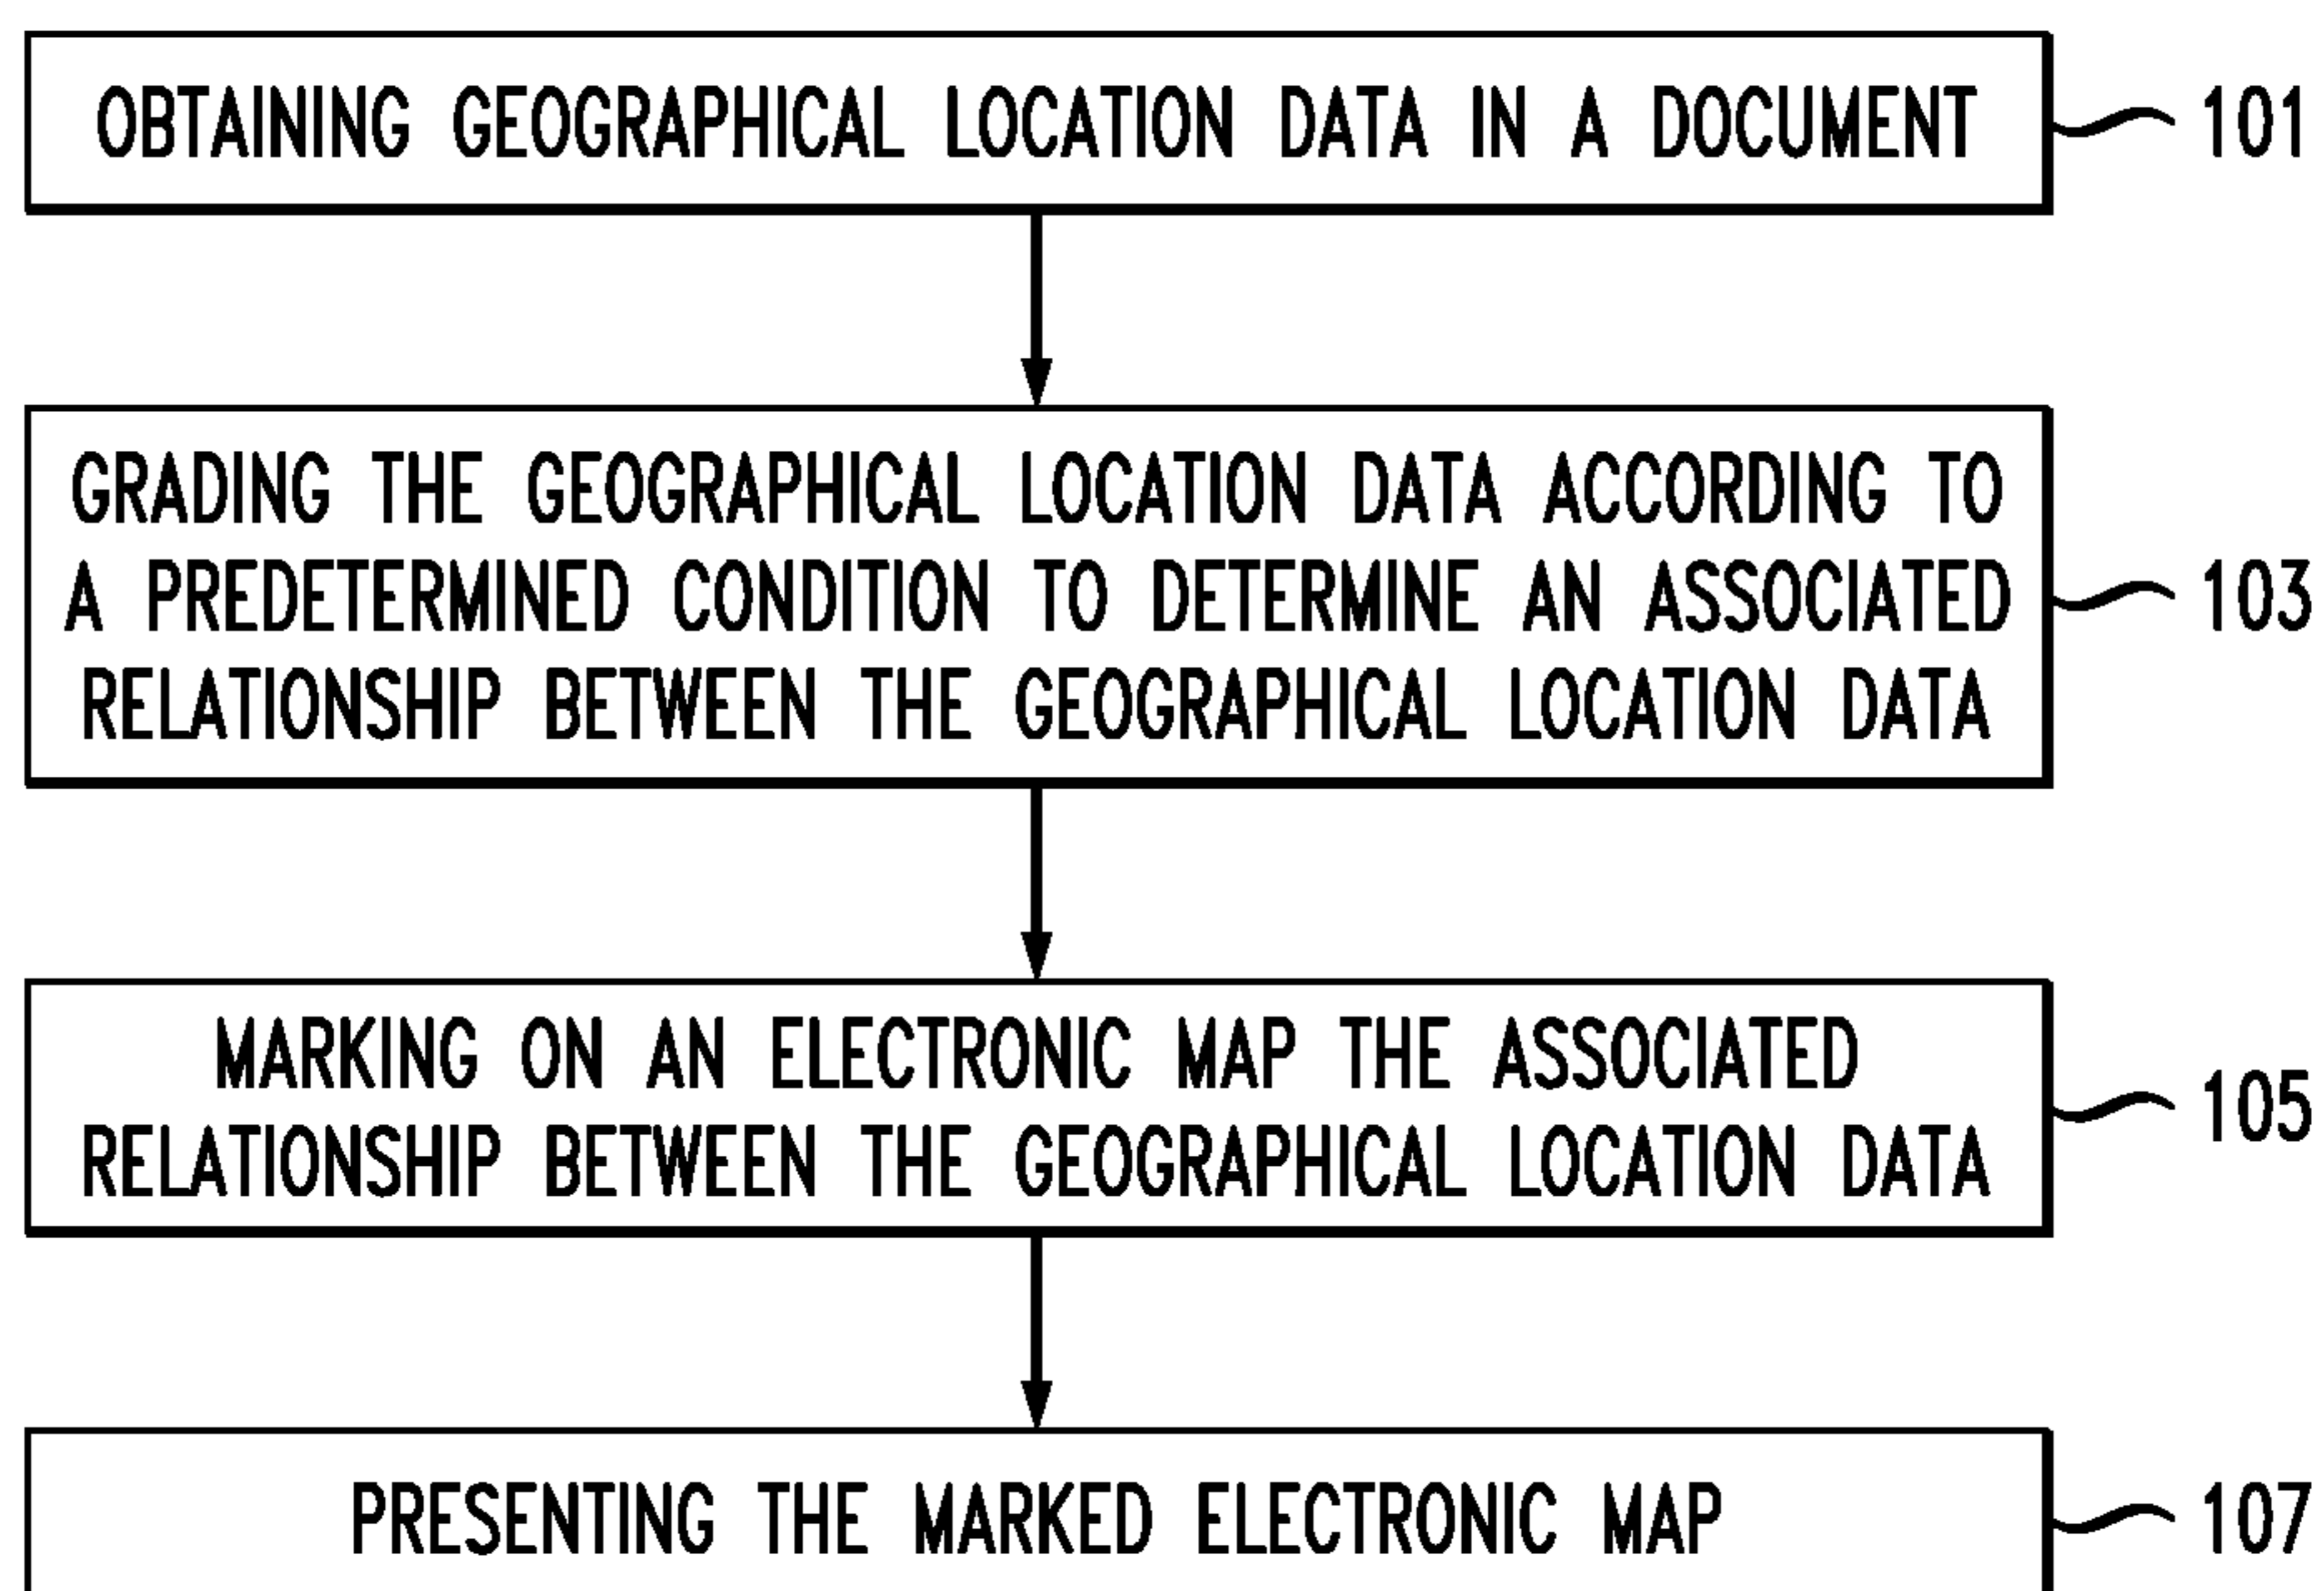 OBTAINING GEOGRAPHICAL LOCATION DATA IN A DOCUMENT
101
GRADING THE GEOGRAPHICAL LOCATION DATA ACCORDING TO
A PREDETERMINED CONDITION TO DETERMINE AN ASSOCIATED
RELATIONSHIP BETWEEN THE GEOGRAPHICAL LOCATION DATA
103
MARKING ON AN ELECTRONIC MAP THE ASSOCIATED
RELATIONSHIP BETWEEN THE GEOGRAPHICAL LOCATION DATA
105
PRESENTING THE MARKED ELECTRONIC MAP
107